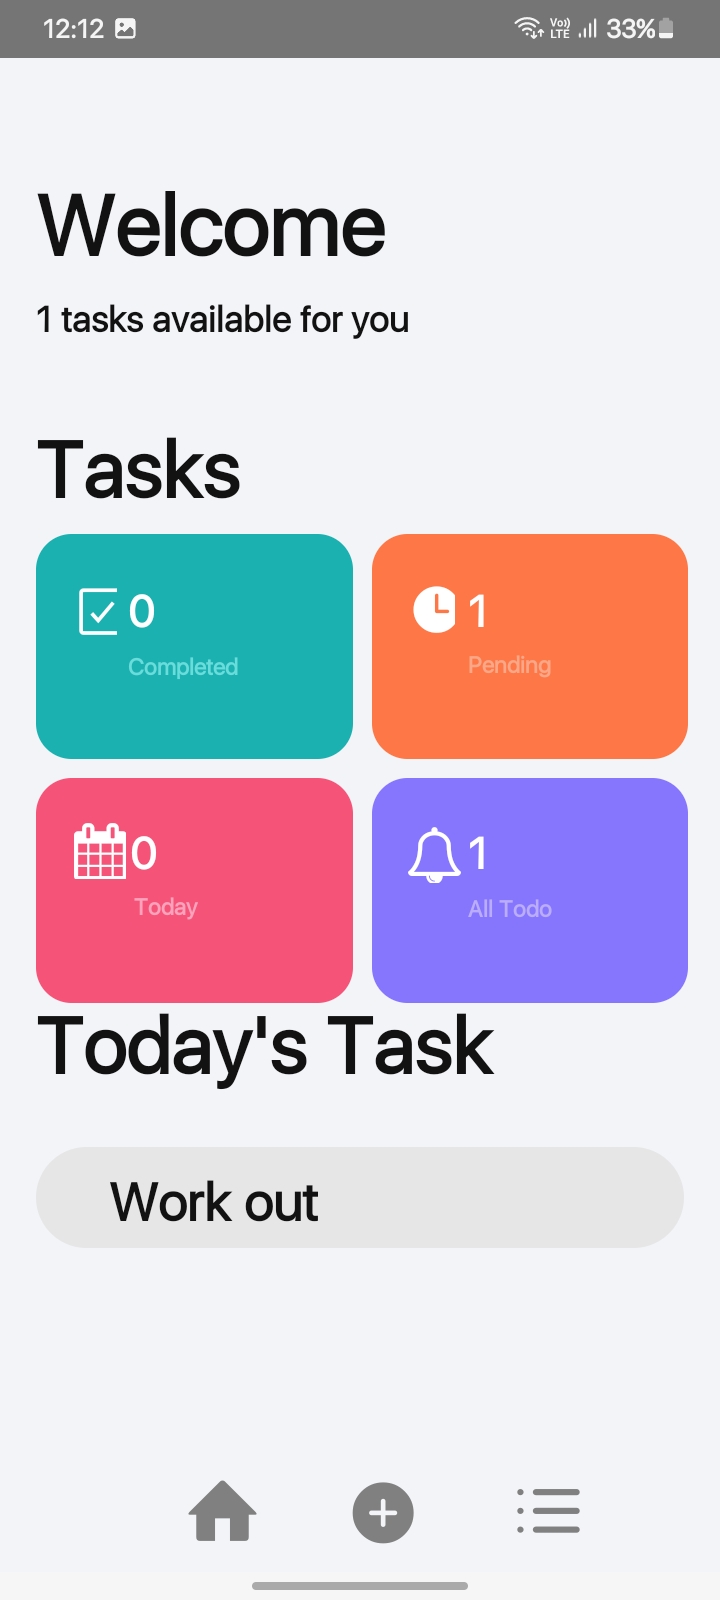 12:12 Vo)) LTE 33%
Welcome
1 tasks available for you
Tasks
0 1
Completed Pending
0 1
Today All Todo
Today's Task
Work out